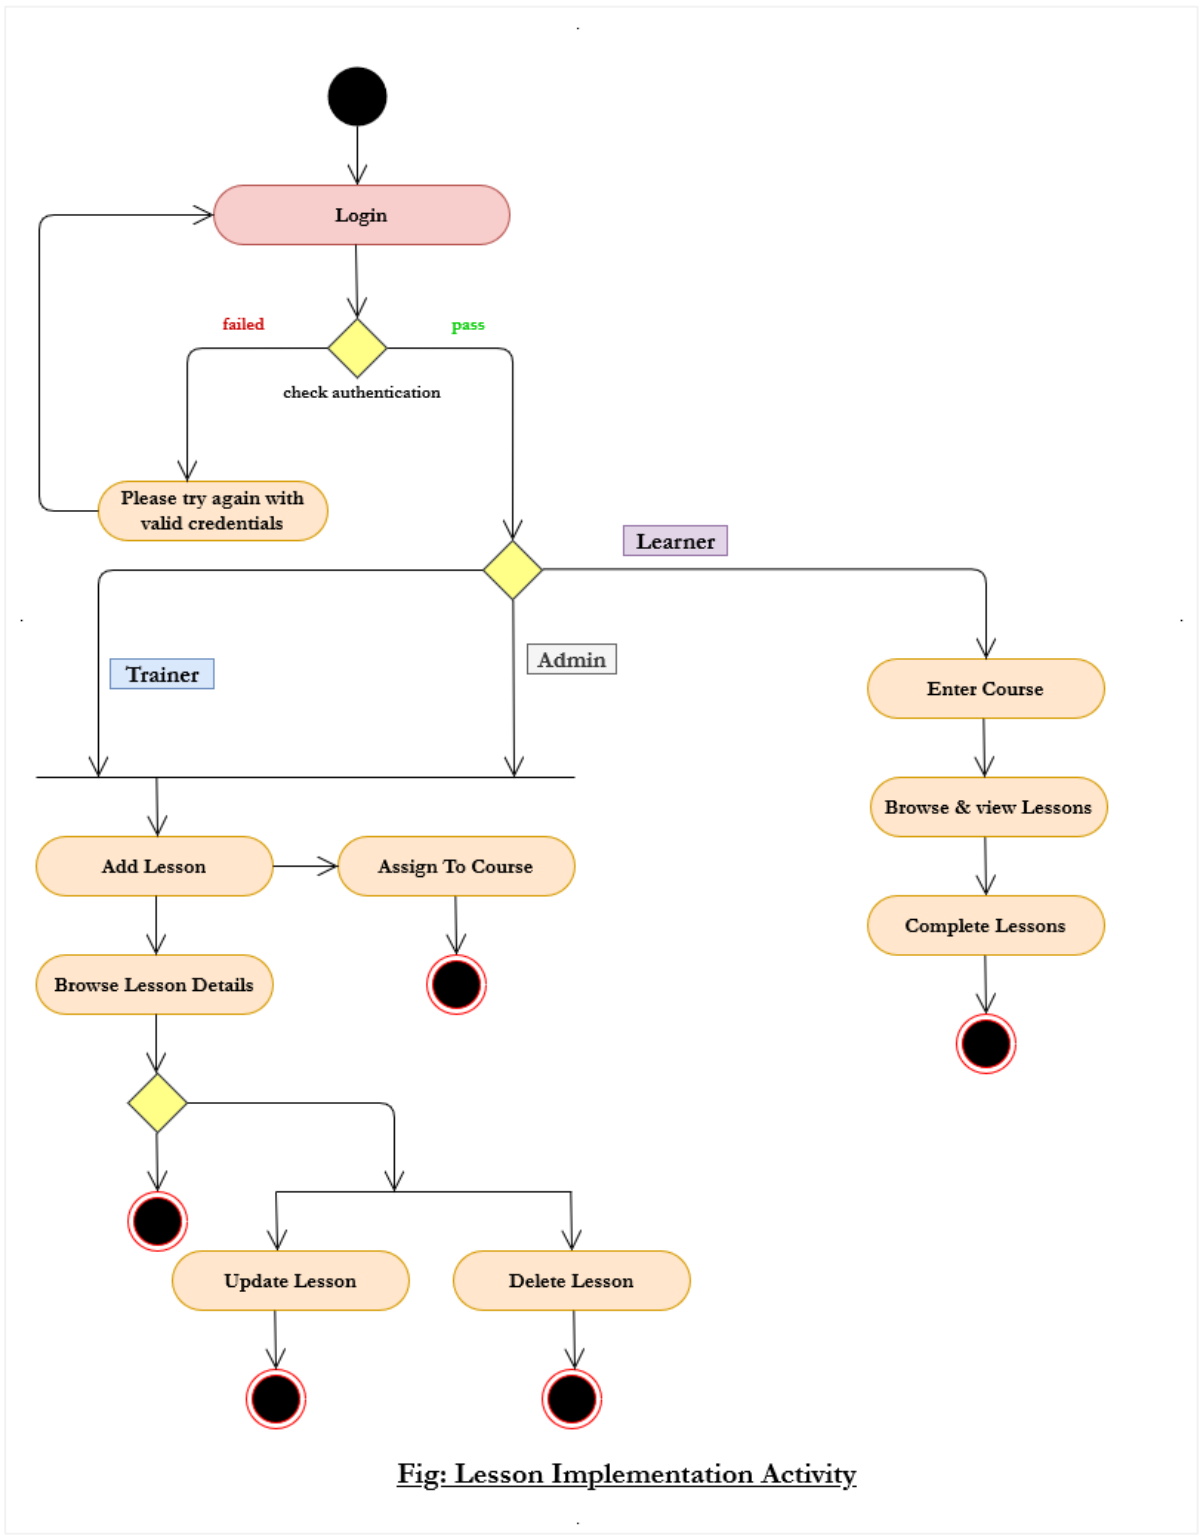 Login
failed
pass
check authentication
Please try again with
valid credentials
Learner
Trainer
Admin
Enter Course
Browse & view Lessons
Add Lesson
Assign To Course
Complete Lessons
Browse Lesson Details
Update Lesson
Delete Lesson
Fig: Lesson Implementation Activity